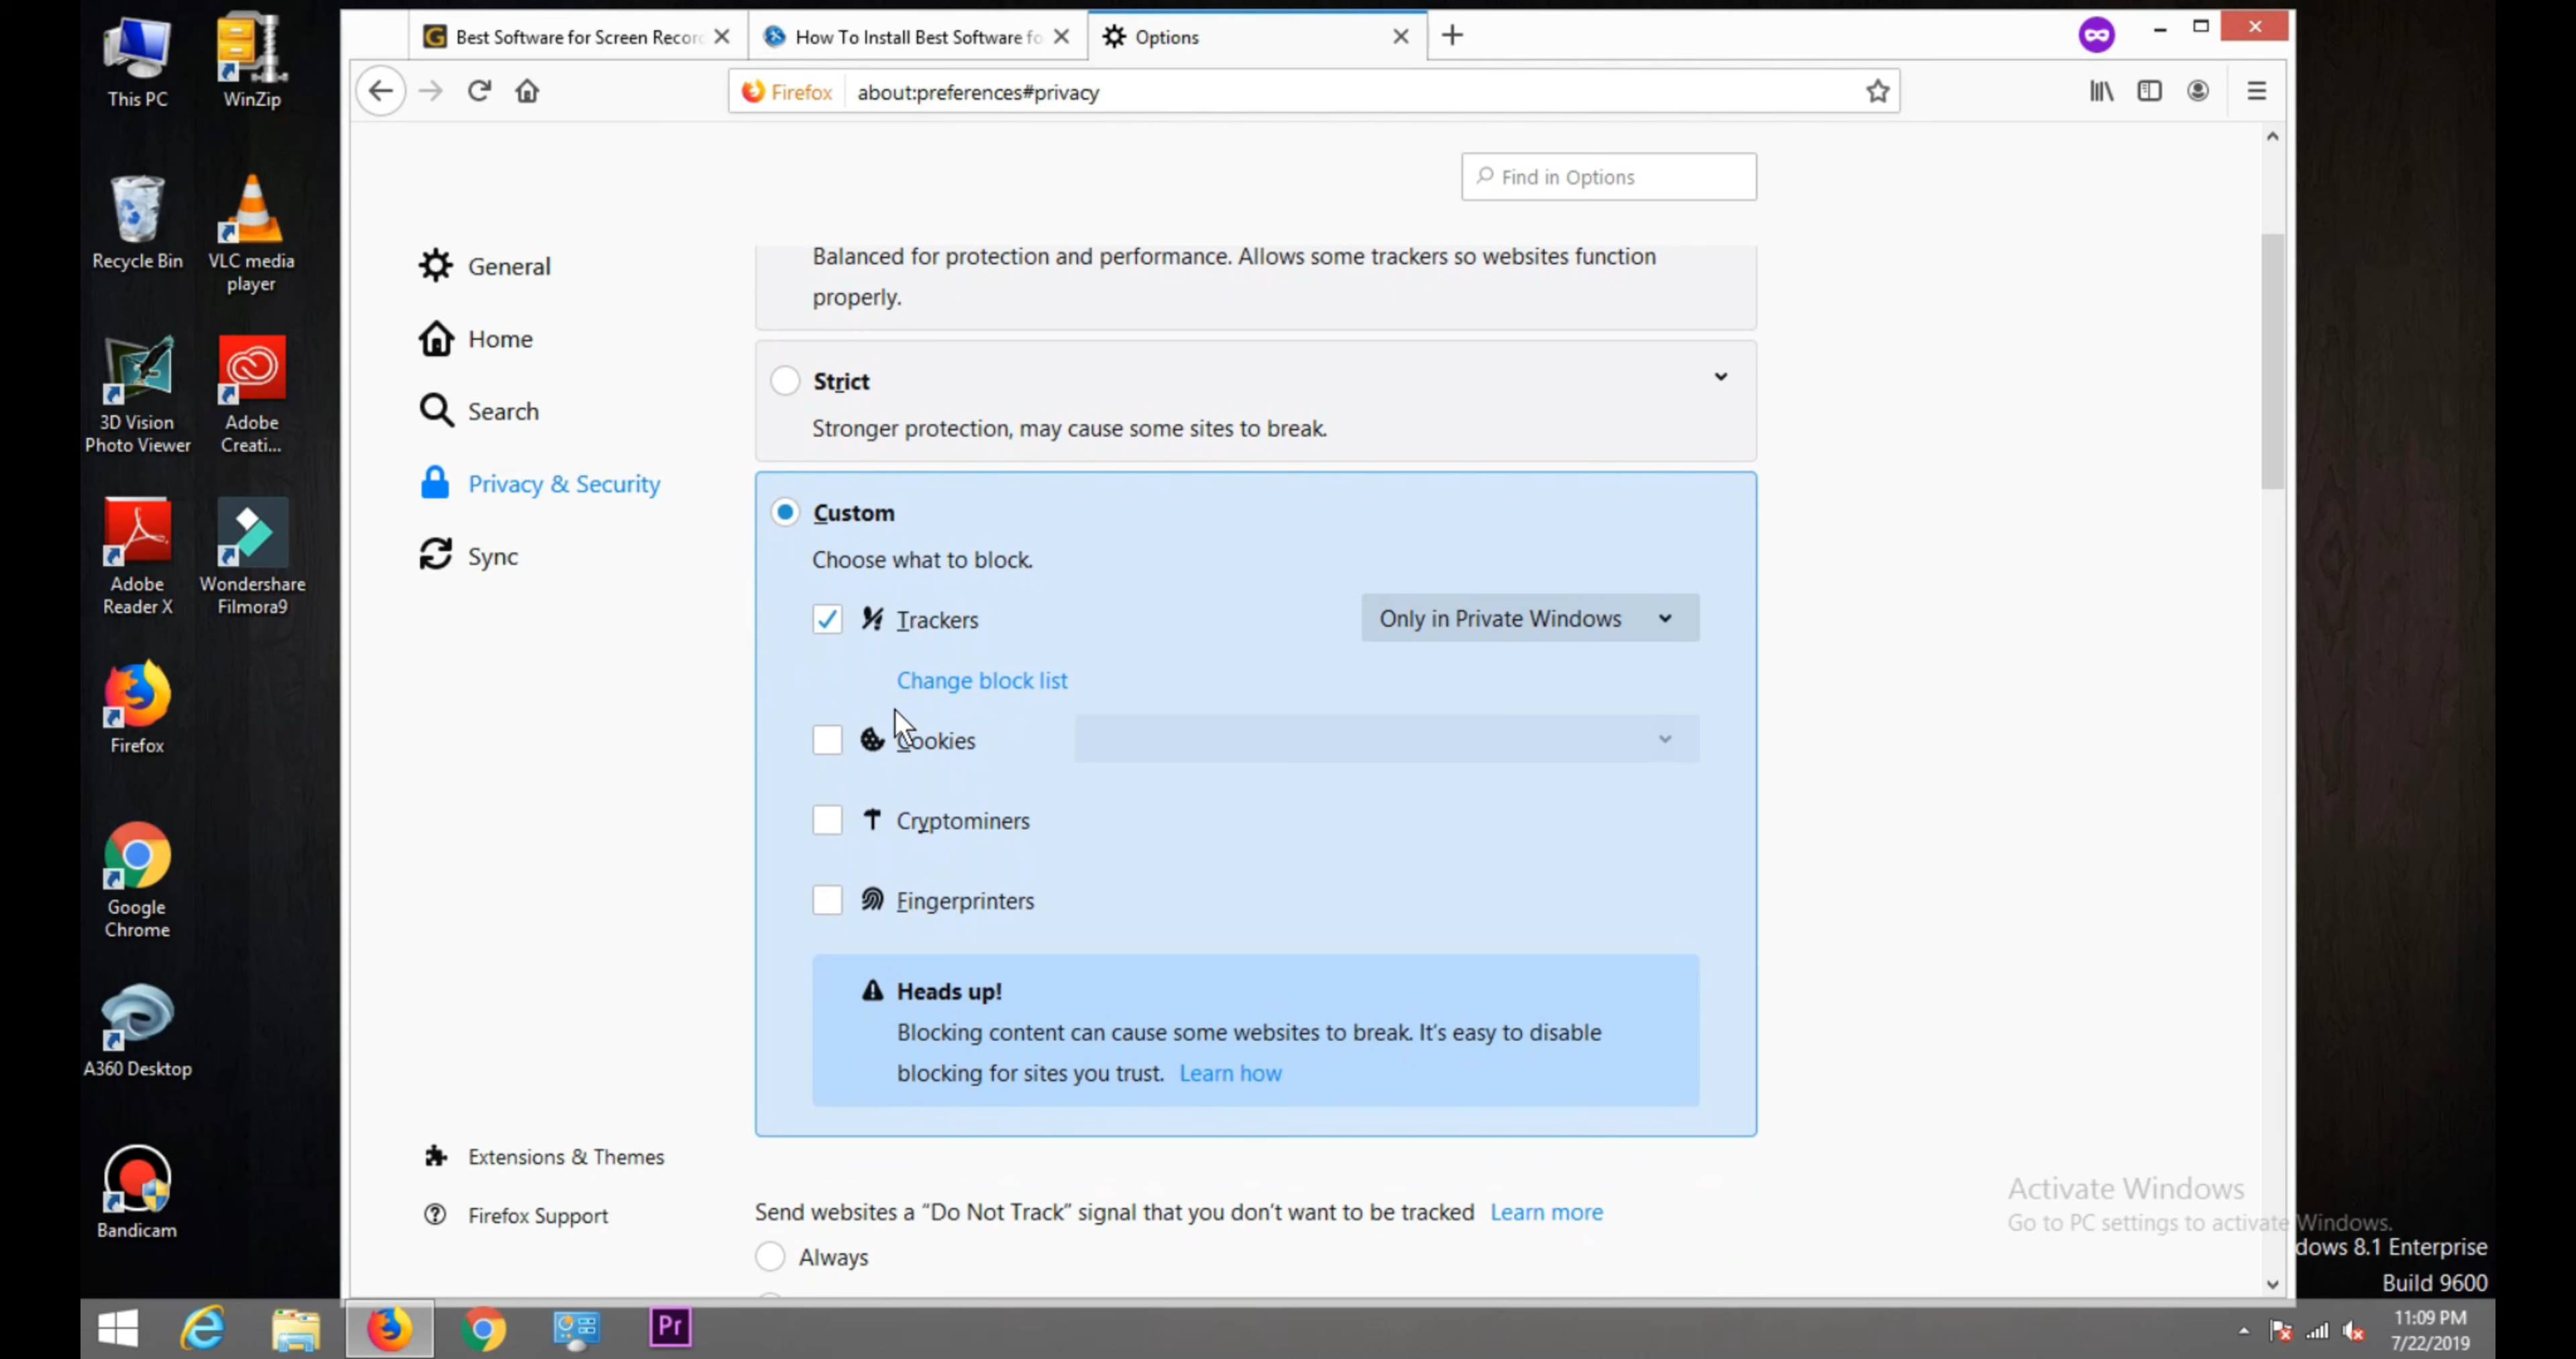 This PC
WinZip
Recycle Bin
VLC media
player
3D Vision
Photo Viewer
Adobe
Creati...
Adobe
Reader X
Wondershare
Filmora9
Firefox
Google
Chrome
A360 Desktop
Bandicam
Best Software for Screen Recor
How To Install Best Software fo
Options
Firefox
about:preferences#privacy
Find in Options
General
Home
Search
Privacy & Security
Sync
Extensions & Themes
Firefox Support
Balanced for protection and performance. Allows some trackers so websites function
properly.
Strict
Stronger protection, may cause some sites to break.
Custom
Choose what to block.
Trackers
Only in Private Windows
Change block list
Cookies
Cryptominers
Fingerprinters
Heads up!
Blocking content can cause some websites to break. It's easy to disable
blocking for sites you trust. Learn how
Send websites a “Do Not Track” signal that you don't want to be tracked Learn more
Always
Activate Windows
Go to PC settings to activate Windows.
dows 8.1 Enterprise
Build 9600
Pr
11:09 PM
7/22/2019